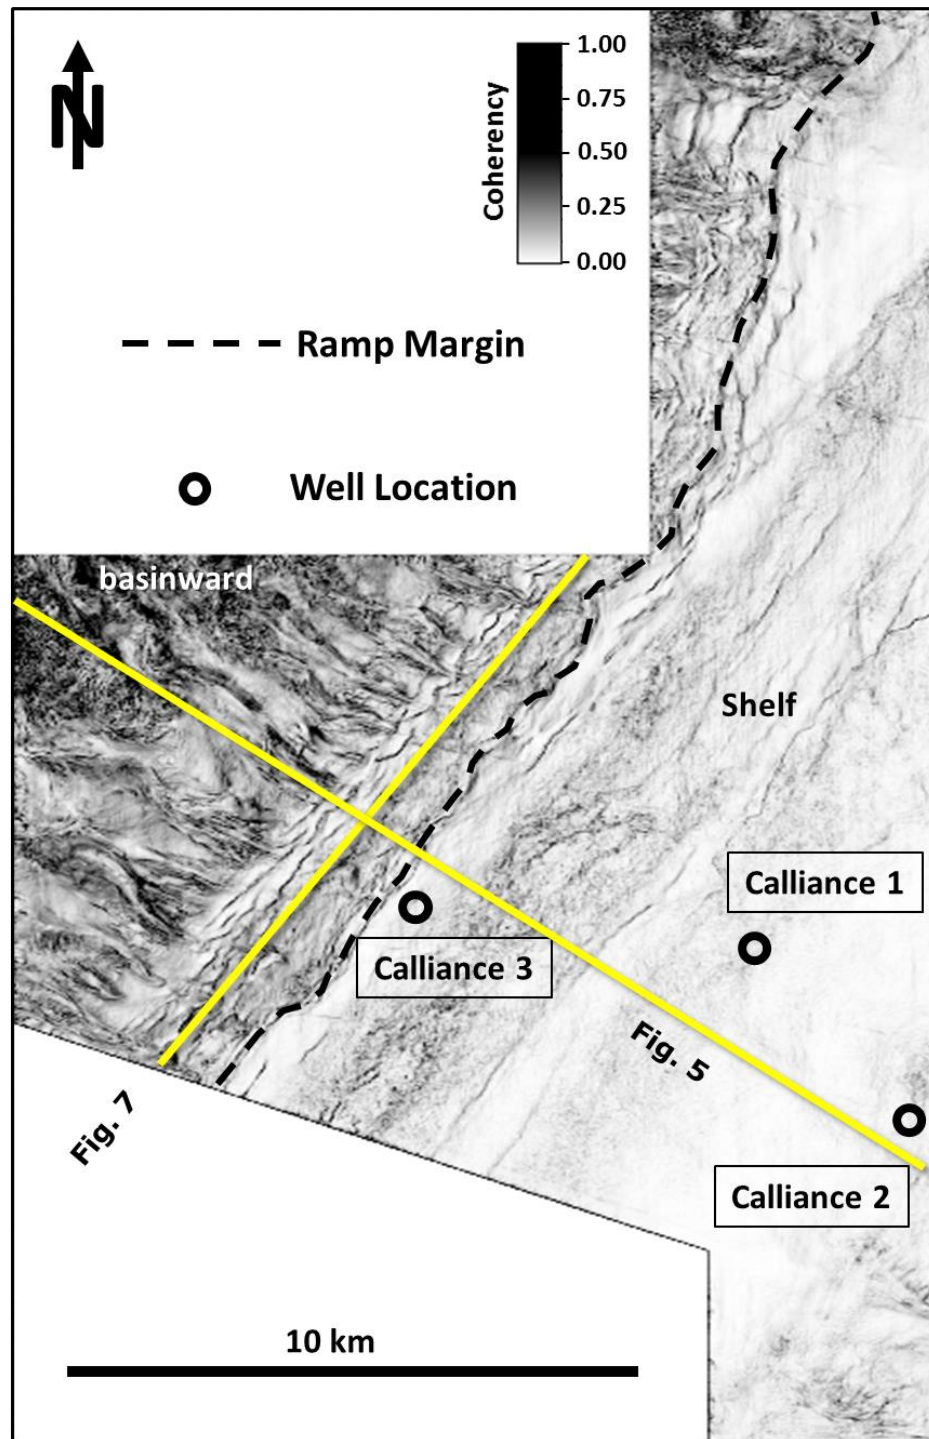 N
Coherency
1.00
0.75
0.50
0.25
0.00
Ramp Margin
Well Location
basinward
Shelf
Calliance 1
Calliance 3
Fig. 5
Fig. 7
Calliance 2
10 km